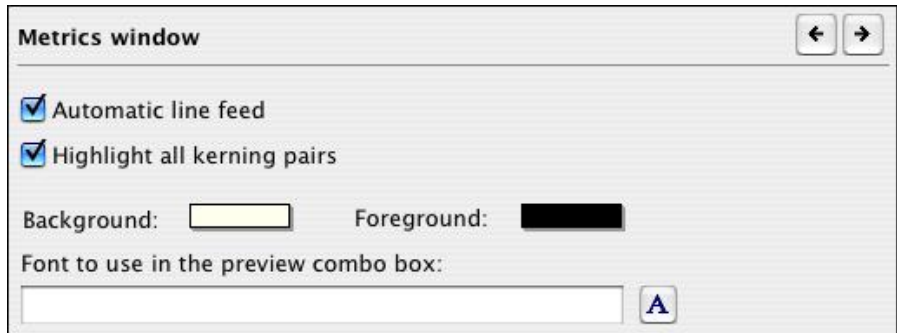 Metrics window
Automatic line feed
Highlight all kerning pairs
Background: Foreground:
Font to use in the preview combo box:
A